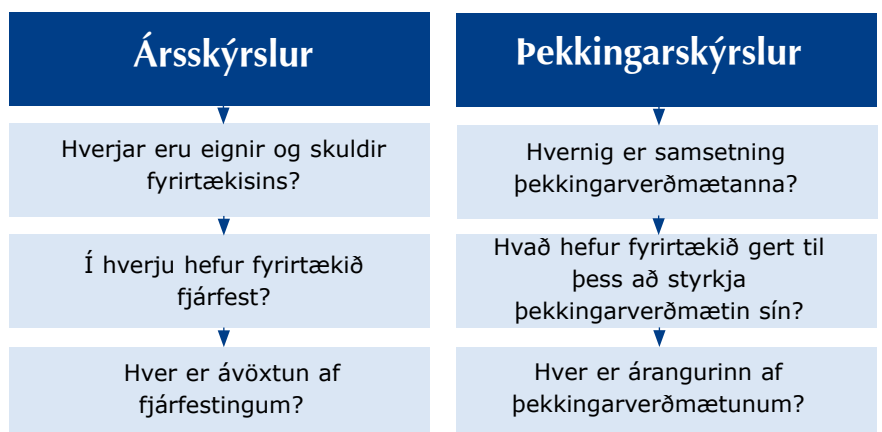 Ársskýrslur
Hverjar eru eignir og skuldir
fyrirtækisins?
Í hverju hefur fyrirtækið
fjárfest?
Hver er ávöxtun af
fjárfestingum?
Þekkingarskýrslur
Hvernig er samsetning
þekkingarverðmætanna?
Hvað hefur fyrirtækið gert til
þess að styrkja
þekkingarverðmætin sín?
Hver er árangurinn af
þekkingarverðmætunum?